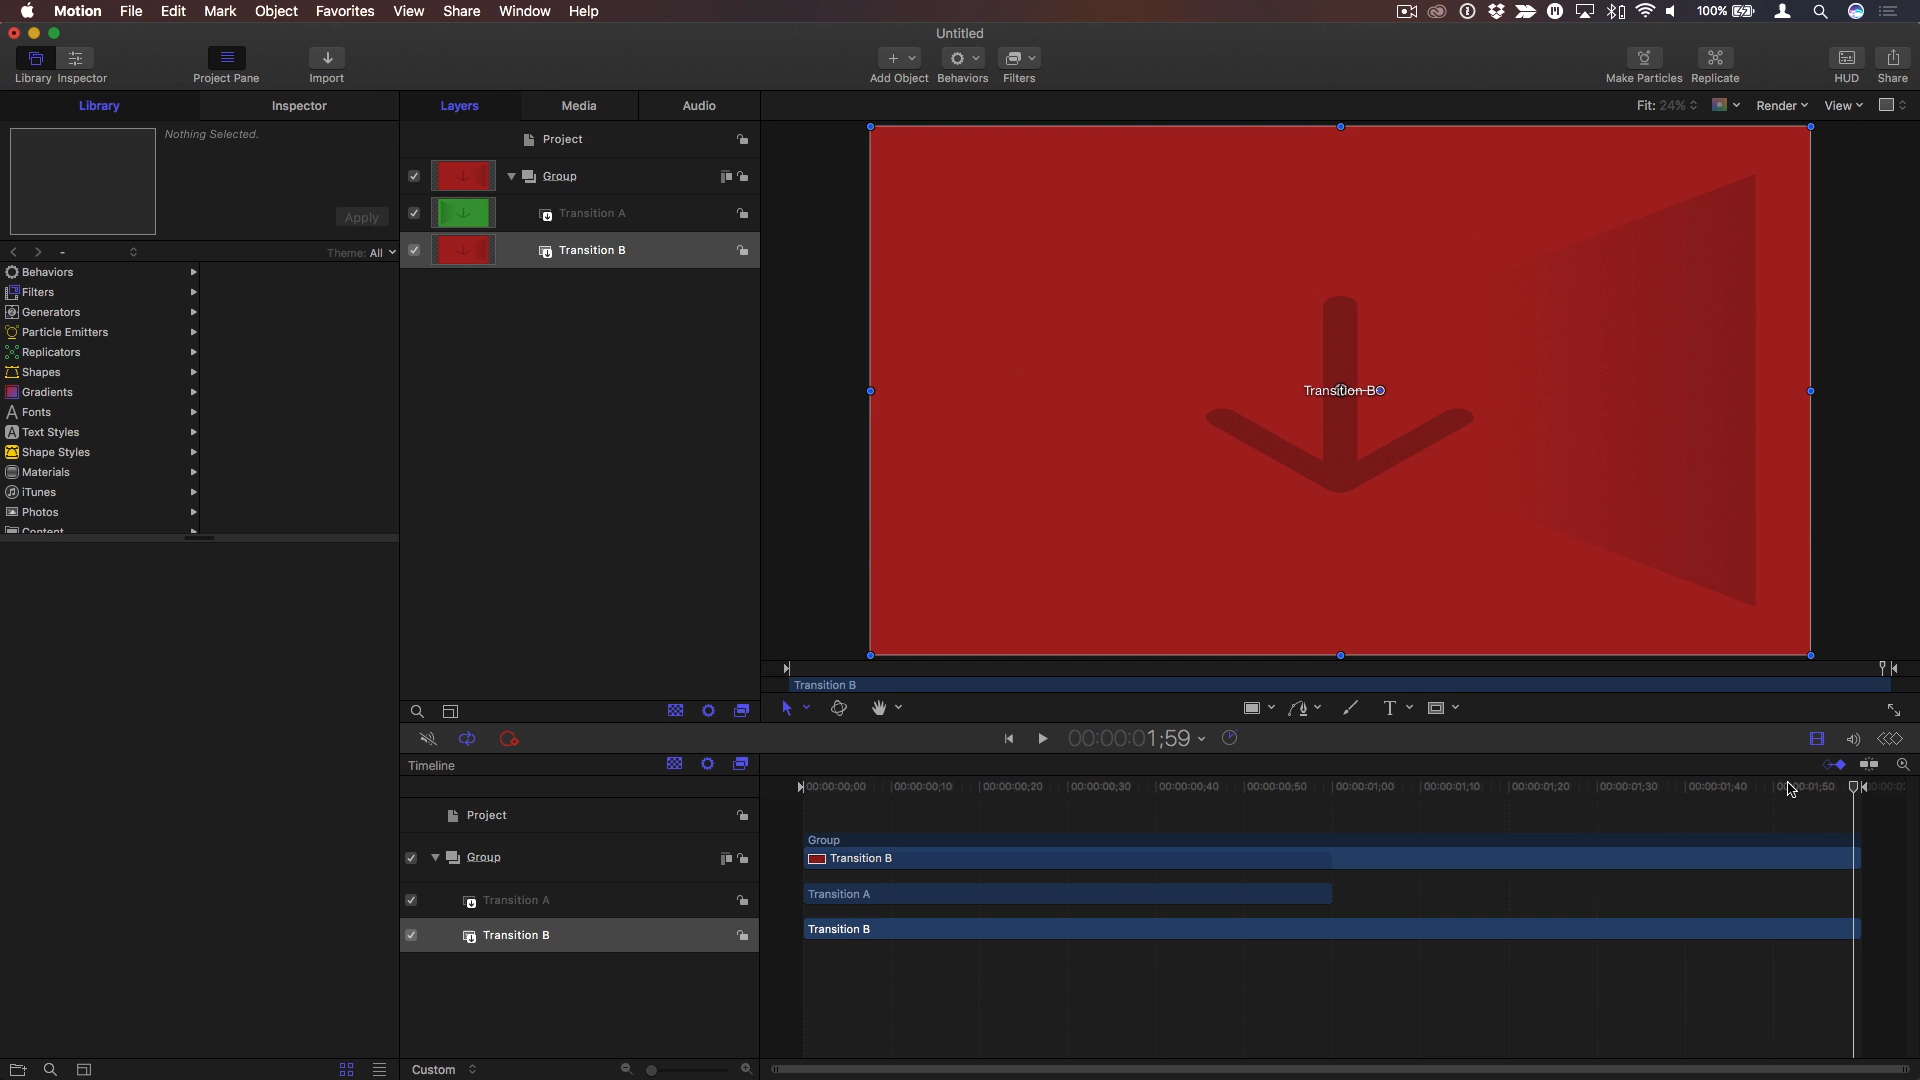 Motion File Edit Mark Object Favorites View Share Window Help 100%
Untitled
Library Inspector Project Pane Import Add Object Behaviors Filters Make Particles Replicate HUD Share
Library Inspector Layers Media Audio Fit: 24% Render View
Nothing Selected.
Apply
Theme: All
Behaviors
Filters
Generators
Particle Emitters
Replicators
Shapes
Gradients
Fonts
Text Styles
Shape Styles
Materials
iTunes
Photos
Content
Project
Group
Transition A
Transition B
Transition B
Transition B
00:00:01;59
Timeline
00:00:00;00 00:00:00;10 00:00:00;20 00:00:00;30 00:00:00;40 00:00:00;50 00:00:01;00 00:00:01;10 00:00:01;20 00:00:01;30 00:00:01;40 00:00:01;50
Project
Group
Transition A
Transition B
Group
Transition B
Transition A
Transition B
Custom